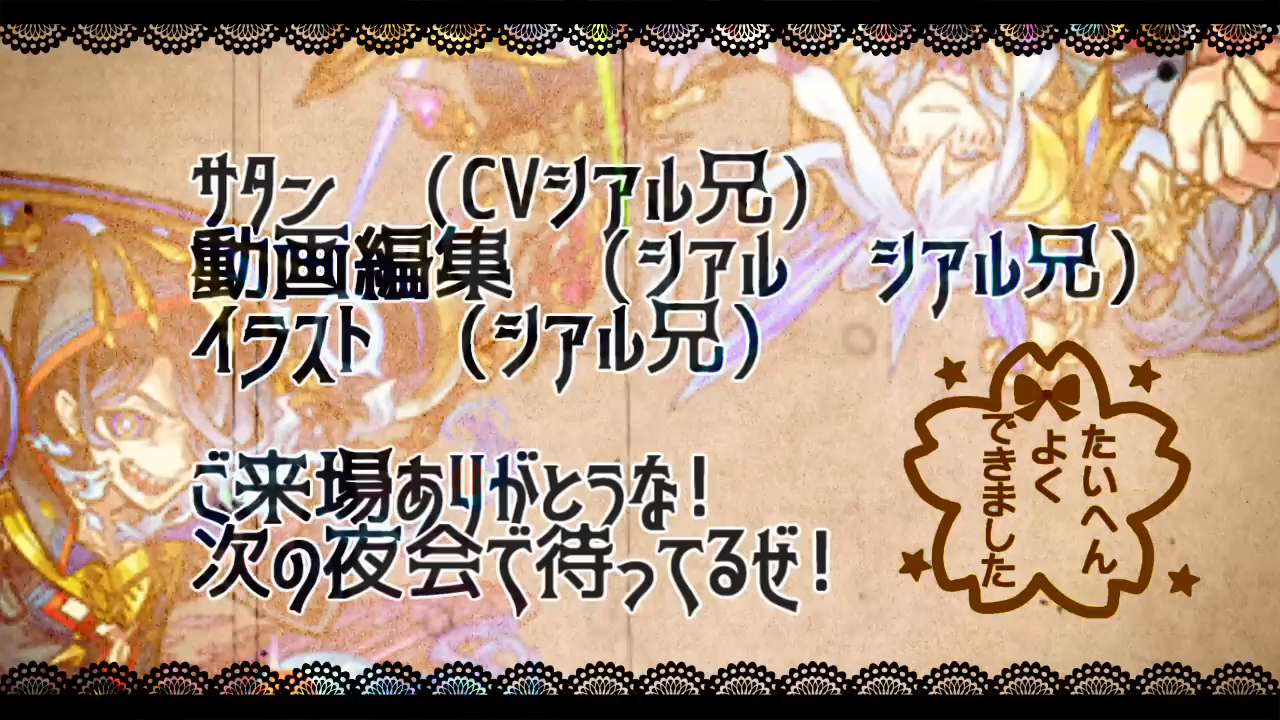 サタン　（CVシアル兄）
動画編集　（シアル　シアル兄）
イラスト　（シアル兄）
ご来場ありがとうな！
次の夜会で待ってるぜ！
たいへん
よく
できました